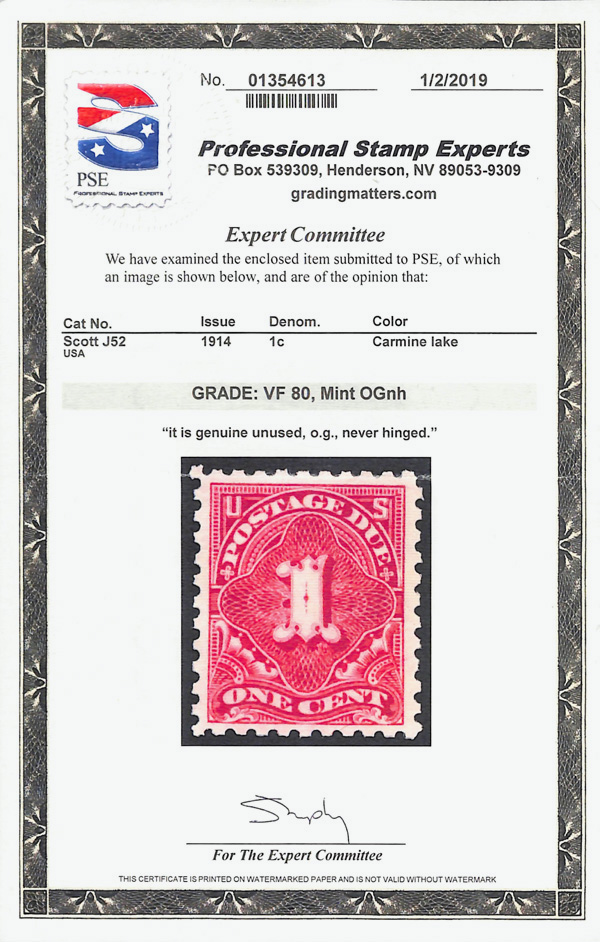 No. 01354613 1/2/2019
PSE
PROFESSIONAL STAMP EXPERTS
Professional Stamp Experts
PO Box 539309, Henderson, NV 89053-9309
gradingmatters.com
Expert Committee
We have examined the enclosed item submitted to PSE, of which
an image is shown below, and are of the opinion that:
Cat No. Issue Denom. Color
Scott J52 1914 1c Carmine lake
USA
GRADE: VF 80, Mint OGnh
“it is genuine unused, o.g., never hinged.”
U S
POSTAGE DUE
1
ONE CENT
For The Expert Committee
THIS CERTIFICATE IS PRINTED ON WATERMARKED PAPER AND IS NOT VALID WITHOUT WATERMARK